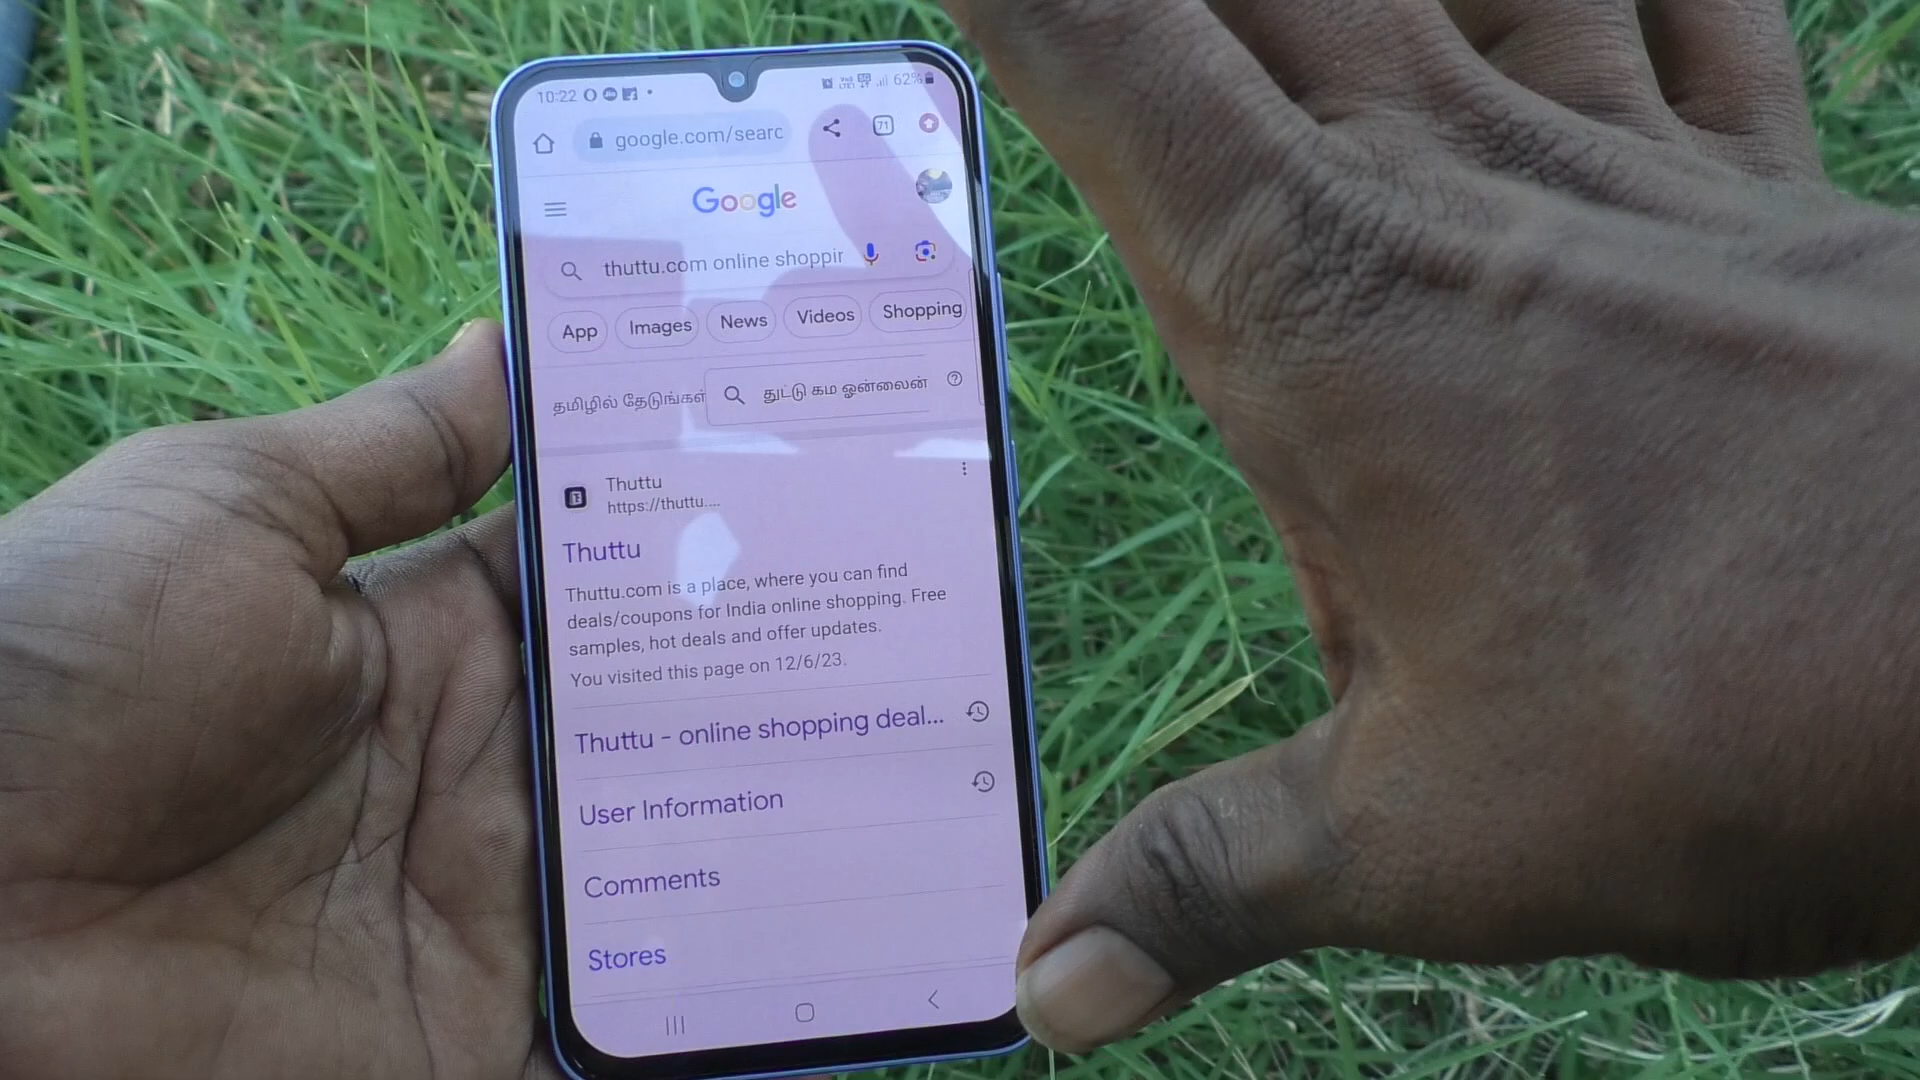 10:22
62%
google.com/searc
71
Google
thuttu.com online shoppir
App Images News Videos Shopping
தமிழில் தேடுங்கள்
துட்டு கம ஓன்லைன்
Thuttu
https://thuttu....
Thuttu
Thuttu.com is a place, where you can find
deals/coupons for India online shopping. Free
samples, hot deals and offer updates.
You visited this page on 12/6/23.
Thuttu - online shopping deal...
User Information
Comments
Stores